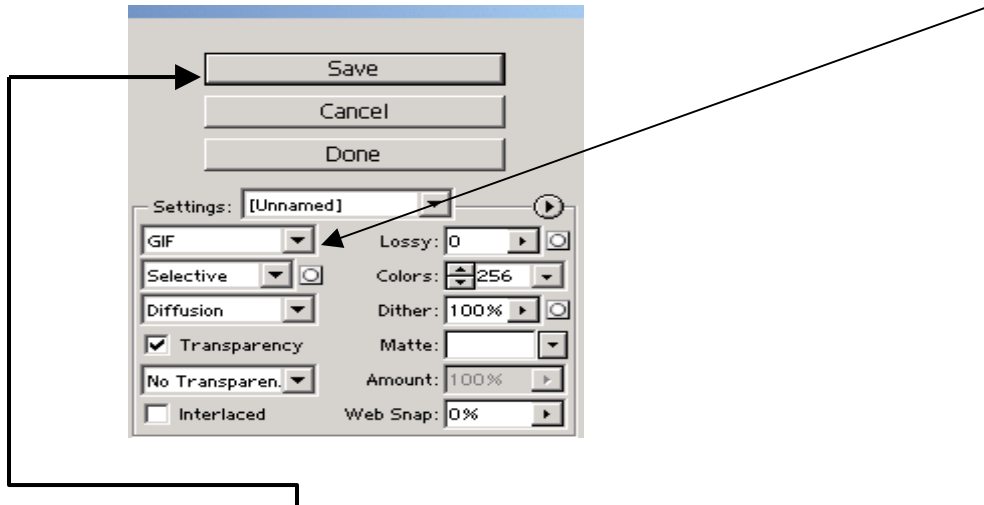 Save
Cancel
Done
Settings: [Unnamed]
GIF Lossy: 0
Selective Colors: 256
Diffusion Dither: 100%
Transparency Matte:
No Transparen. Amount: 100%
Interlaced Web Snap: 0%